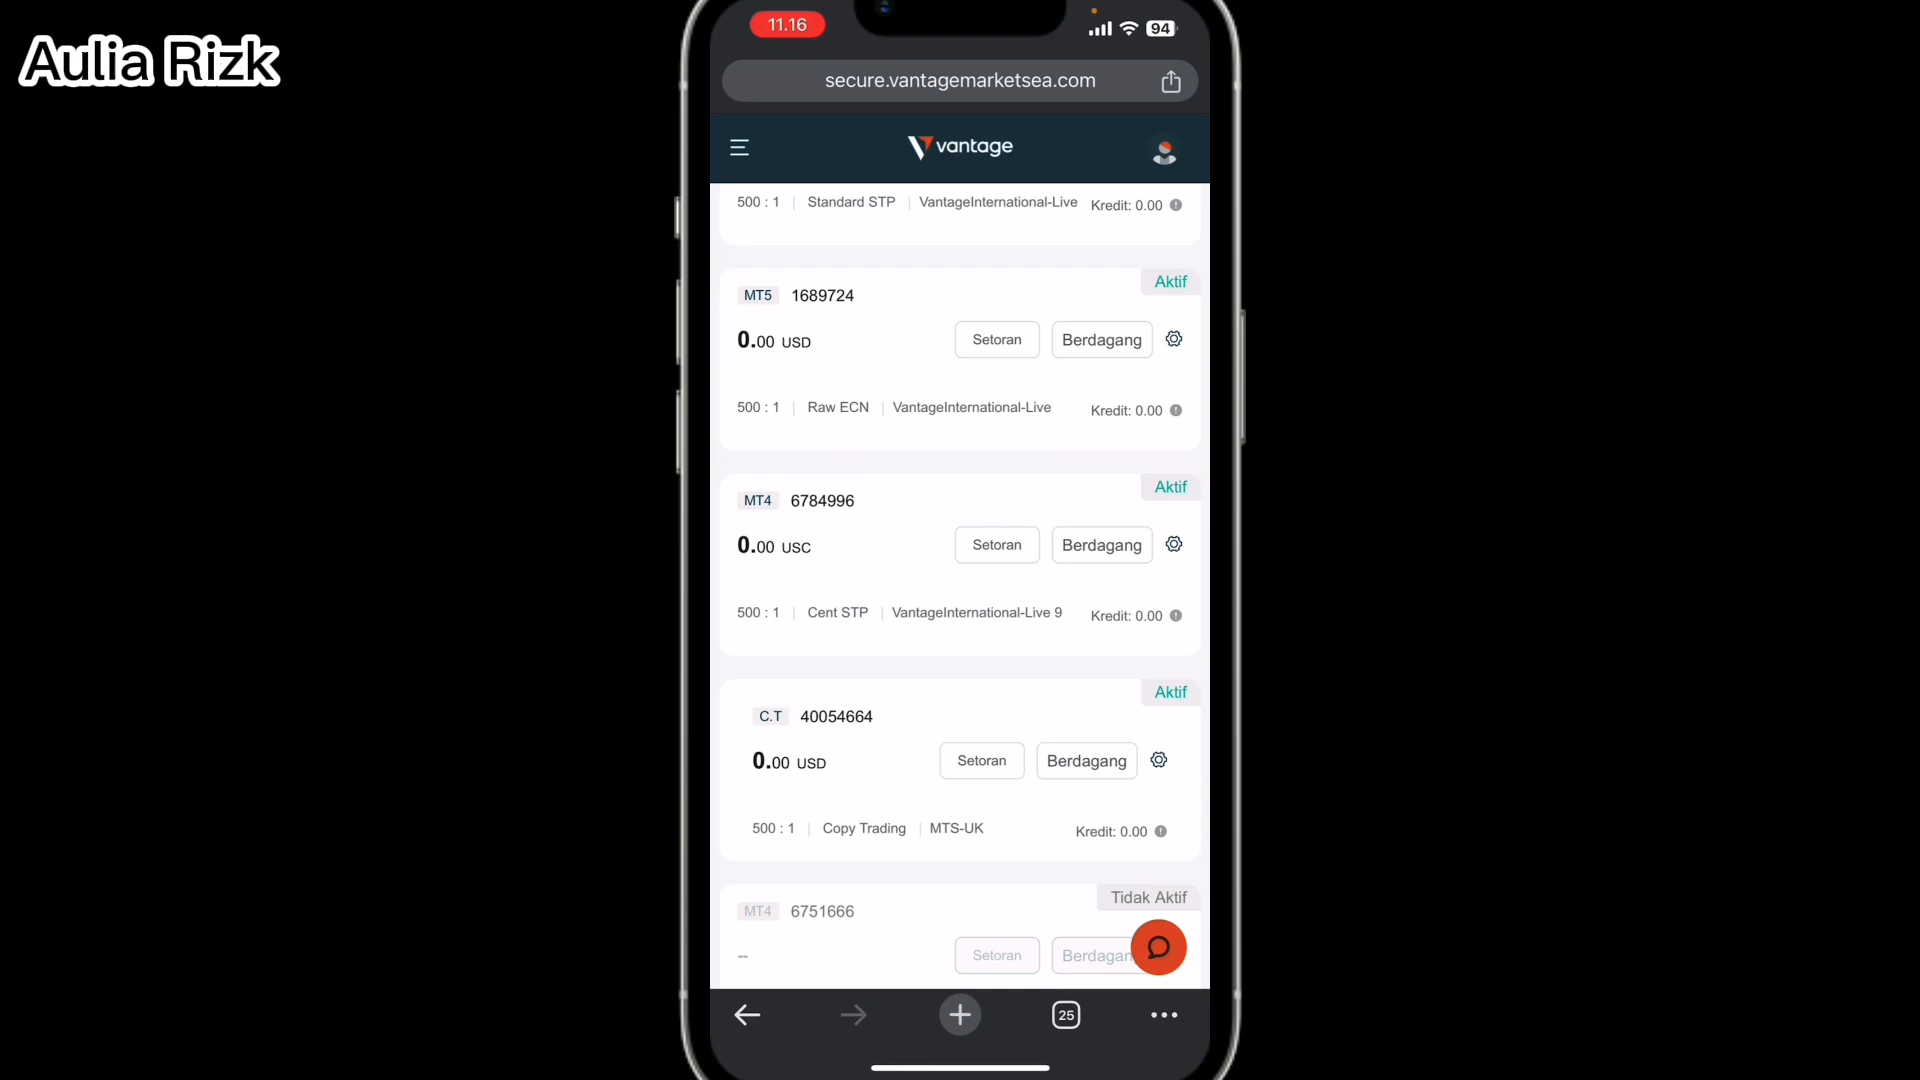 Aulia Rizk
11.16
94
secure.vantagemarketsea.com
vantage
500 : 1 | Standard STP | VantageInternational-Live Kredit: 0.00
Aktif
MT5 1689724
0.00 USD Setoran Berdagang
500 : 1 | Raw ECN | VantageInternational-Live Kredit: 0.00
Aktif
MT4 6784996
0.00 USC Setoran Berdagang
500 : 1 | Cent STP | VantageInternational-Live 9 Kredit: 0.00
Aktif
C.T 40054664
0.00 USD Setoran Berdagang
500 : 1 | Copy Trading | MTS-UK Kredit: 0.00
Tidak Aktif
MT4 6751666
-- Setoran Berdagan
25